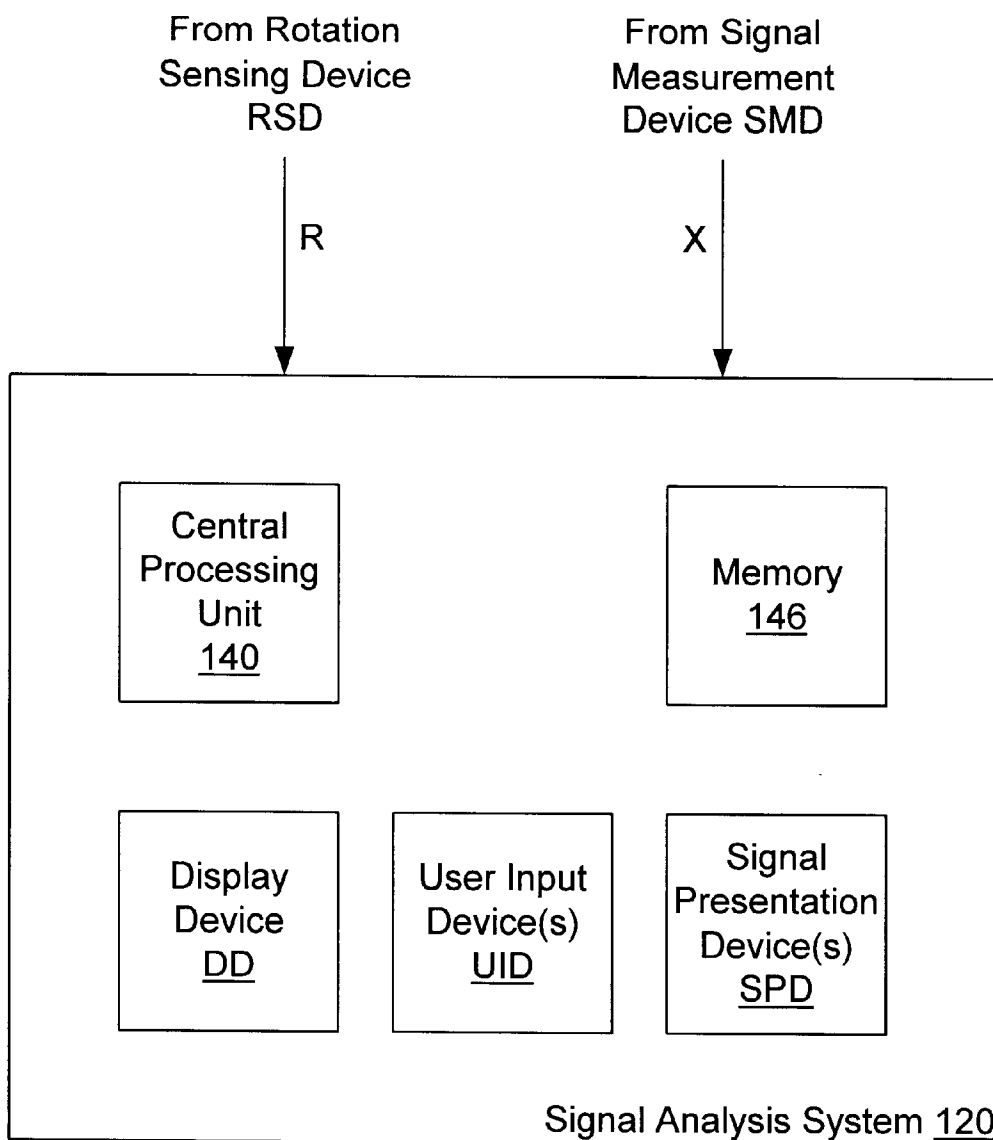 From Rotation
Sensing Device
RSD
From Signal
Measurement
Device SMD
R
X
Central
Processing
Unit
140
Memory
146
Display
Device
DD
User Input
Device(s)
UID
Signal
Presentation
Device(s)
SPD
Signal Analysis System 120